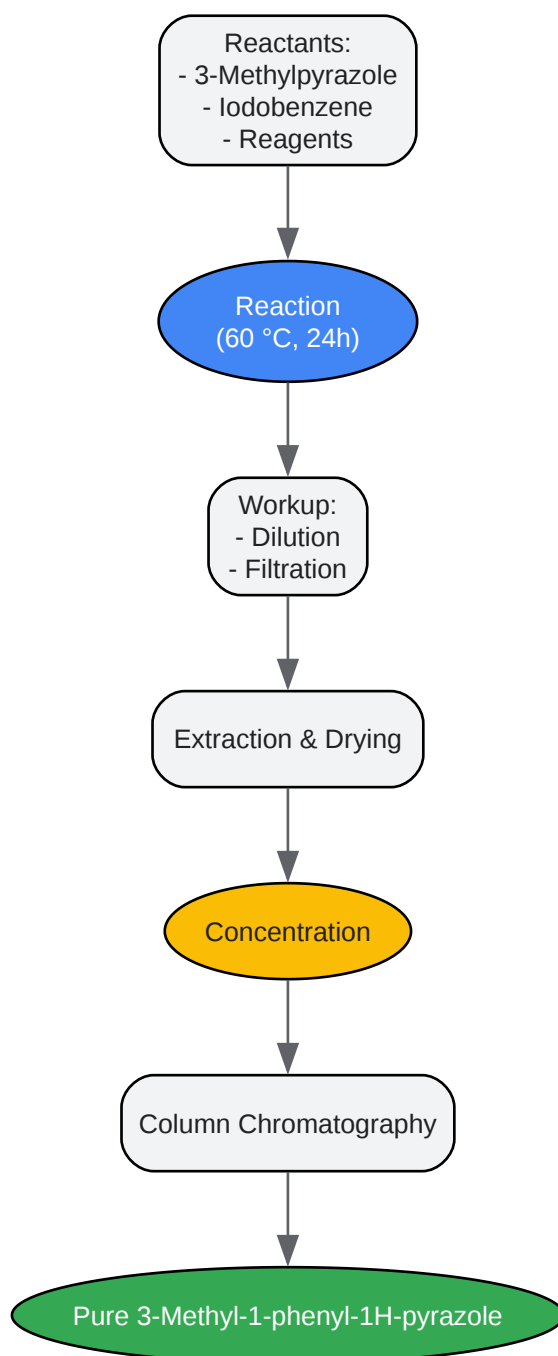 Reactants:
- 3-Methylpyrazole
- Iodobenzene
- Reagents
Reaction
(60 °C, 24h)
Workup:
- Dilution
- Filtration
Extraction & Drying
Concentration
Column Chromatography
Pure 3-Methyl-1-phenyl-1H-pyrazole